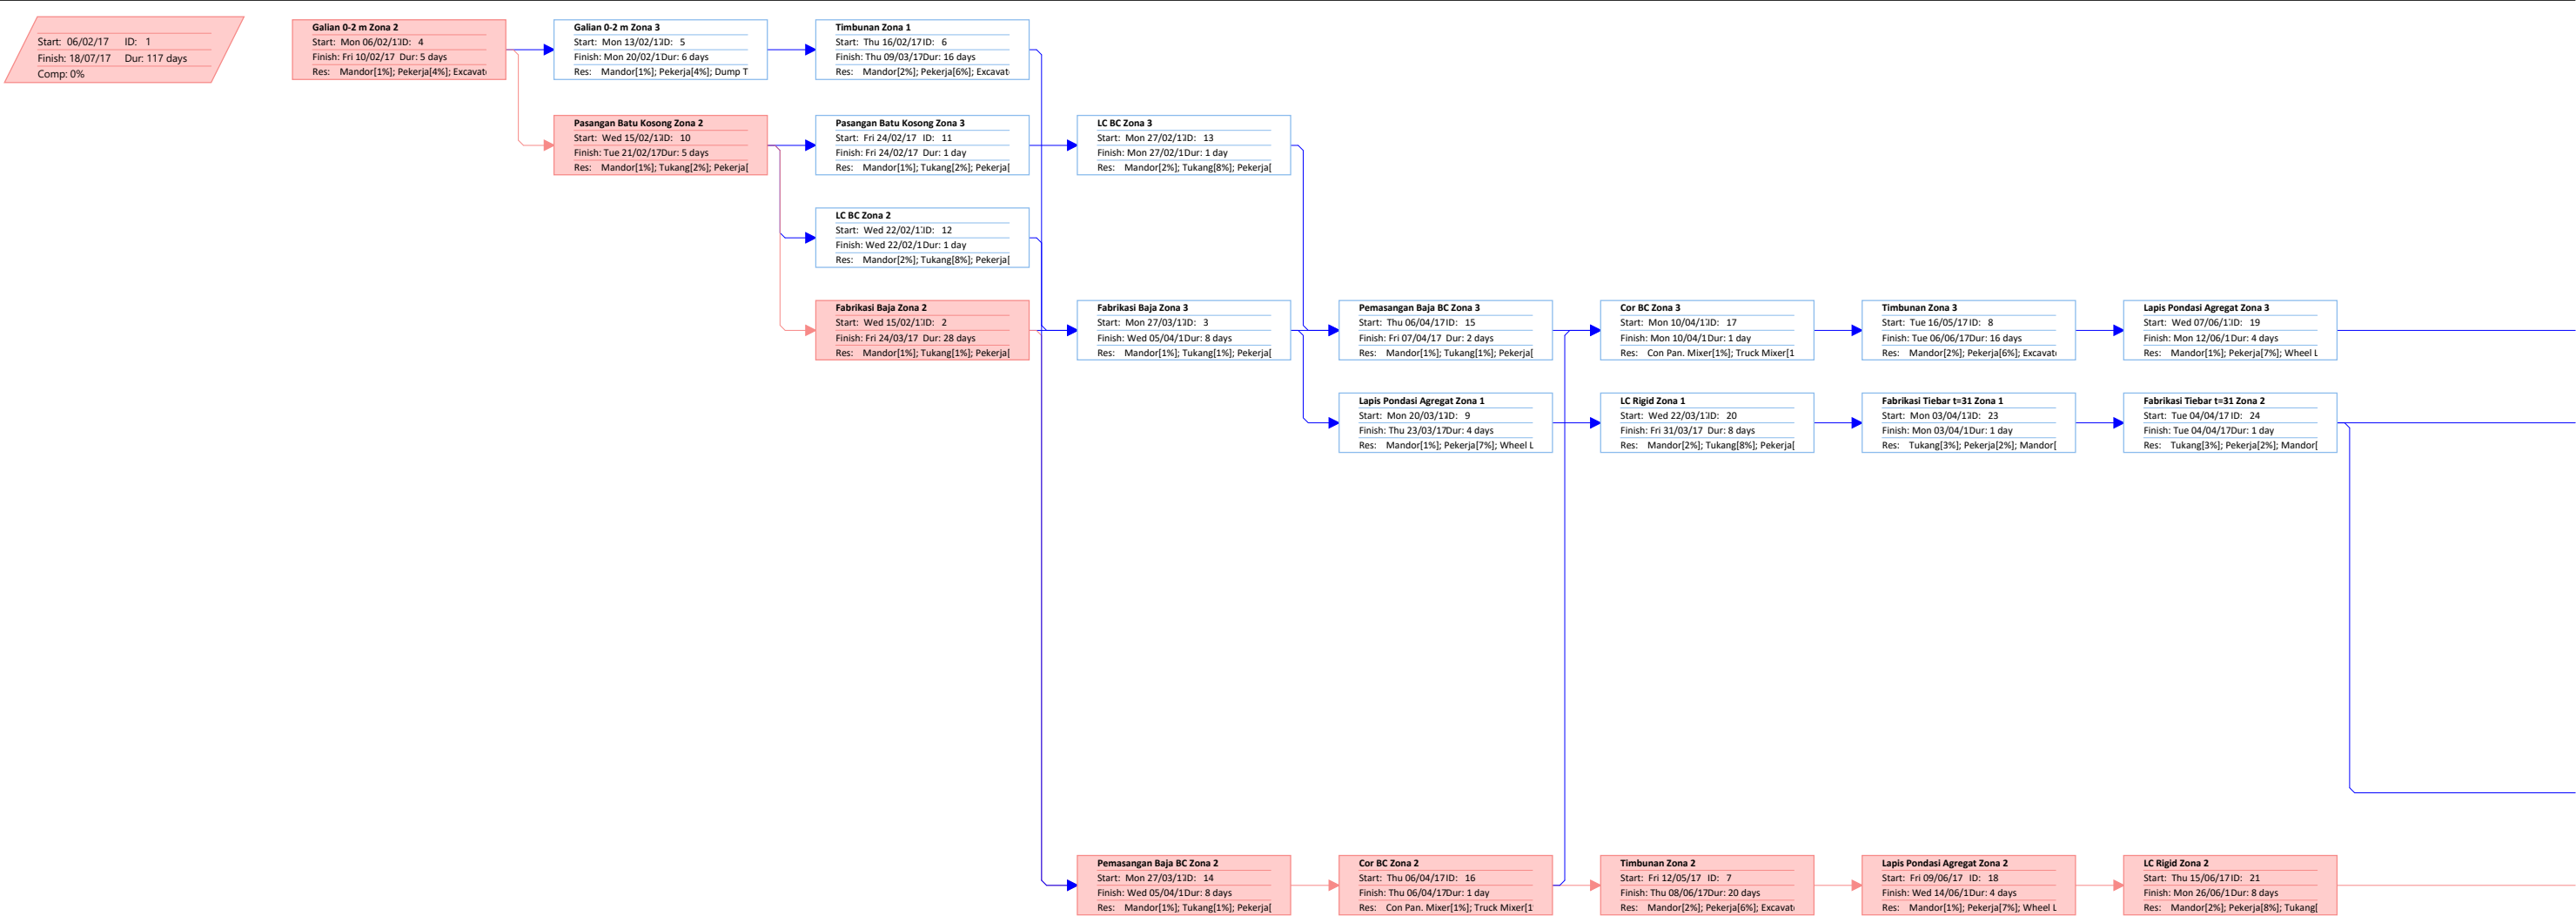 Start: 06/02/17 ID: 1
Finish: 18/07/17 Dur: 117 days
Comp: 0%
Galian 0-2 m Zona 2
Start: Mon 06/02/17 ID: 4
Finish: Fri 10/02/17 Dur: 5 days
Res: Mandor[1%]; Pekerja[4%]; Excavat
Galian 0-2 m Zona 3
Start: Mon 13/02/17 ID: 5
Finish: Mon 20/02/1 Dur: 6 days
Res: Mandor[1%]; Pekerja[4%]; Dump T
Timbunan Zona 1
Start: Thu 16/02/17 ID: 6
Finish: Thu 09/03/17 Dur: 16 days
Res: Mandor[2%]; Pekerja[6%]; Excavat
Pasangan Batu Kosong Zona 2
Start: Wed 15/02/17 ID: 10
Finish: Tue 21/02/17 Dur: 5 days
Res: Mandor[1%]; Tukang[2%]; Pekerja[
Pasangan Batu Kosong Zona 3
Start: Fri 24/02/17 ID: 11
Finish: Fri 24/02/17 Dur: 1 day
Res: Mandor[1%]; Tukang[2%]; Pekerja[
LC BC Zona 3
Start: Mon 27/02/17 ID: 13
Finish: Mon 27/02/1 Dur: 1 day
Res: Mandor[2%]; Tukang[8%]; Pekerja[
LC BC Zona 2
Start: Wed 22/02/17 ID: 12
Finish: Wed 22/02/1 Dur: 1 day
Res: Mandor[2%]; Tukang[8%]; Pekerja[
Fabrikasi Baja Zona 2
Start: Wed 15/02/17 ID: 2
Finish: Fri 24/03/17 Dur: 28 days
Res: Mandor[1%]; Tukang[1%]; Pekerja[
Fabrikasi Baja Zona 3
Start: Mon 27/03/17 ID: 3
Finish: Wed 05/04/1 Dur: 8 days
Res: Mandor[1%]; Tukang[1%]; Pekerja[
Pemasangan Baja BC Zona 3
Start: Thu 06/04/17 ID: 15
Finish: Fri 07/04/17 Dur: 2 days
Res: Mandor[1%]; Tukang[1%]; Pekerja[
Cor BC Zona 3
Start: Mon 10/04/17 ID: 17
Finish: Mon 10/04/1 Dur: 1 day
Res: Con Pan. Mixer[1%]; Truck Mixer[1
Timbunan Zona 3
Start: Tue 16/05/17 ID: 8
Finish: Tue 06/06/17 Dur: 16 days
Res: Mandor[2%]; Pekerja[6%]; Excavat
Lapis Pondasi Agregat Zona 3
Start: Wed 07/06/17 ID: 19
Finish: Mon 12/06/1 Dur: 4 days
Res: Mandor[1%]; Pekerja[7%]; Wheel L
Lapis Pondasi Agregat Zona 1
Start: Mon 20/03/17 ID: 9
Finish: Thu 23/03/17 Dur: 4 days
Res: Mandor[1%]; Pekerja[7%]; Wheel L
LC Rigid Zona 1
Start: Wed 22/03/17 ID: 20
Finish: Fri 31/03/17 Dur: 8 days
Res: Mandor[2%]; Tukang[8%]; Pekerja[
Fabrikasi Tiebar t=31 Zona 1
Start: Mon 03/04/17 ID: 23
Finish: Mon 03/04/1 Dur: 1 day
Res: Tukang[3%]; Pekerja[2%]; Mandor[
Fabrikasi Tiebar t=31 Zona 2
Start: Tue 04/04/17 ID: 24
Finish: Tue 04/04/17 Dur: 1 day
Res: Tukang[3%]; Pekerja[2%]; Mandor[
Pemasangan Baja BC Zona 2
Start: Mon 27/03/17 ID: 14
Finish: Wed 05/04/1 Dur: 8 days
Res: Mandor[1%]; Tukang[1%]; Pekerja[
Cor BC Zona 2
Start: Thu 06/04/17 ID: 16
Finish: Thu 06/04/17 Dur: 1 day
Res: Con Pan. Mixer[1%]; Truck Mixer[1
Timbunan Zona 2
Start: Fri 12/05/17 ID: 7
Finish: Thu 08/06/17 Dur: 20 days
Res: Mandor[2%]; Pekerja[6%]; Excavat
Lapis Pondasi Agregat Zona 2
Start: Fri 09/06/17 ID: 18
Finish: Wed 14/06/1 Dur: 4 days
Res: Mandor[1%]; Pekerja[7%]; Wheel L
LC Rigid Zona 2
Start: Thu 15/06/17 ID: 21
Finish: Mon 26/06/1 Dur: 8 days
Res: Mandor[2%]; Pekerja[8%]; Tukang[